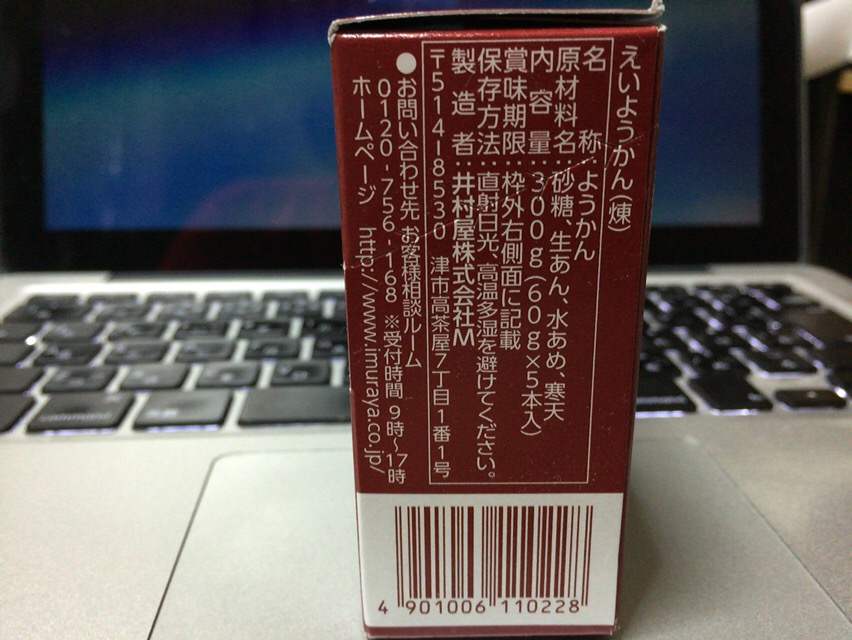 えいようかん(煉)
名称:ようかん
原材料名:砂糖、生あん、水あめ、寒天
内容量:300g(60g×5本入)
賞味期限:枠外右側面に記載
保存方法:直射日光、高温多湿を避けてください。
製造者:井村屋株式会社M
〒514-8530 津市高茶屋7丁目1番1号
●お問い合わせ先 お客様相談ルーム
0120-756-168 ※受付時間 9時～17時
ホームページ http://www.imuraya.co.jp/
4 901006 110228